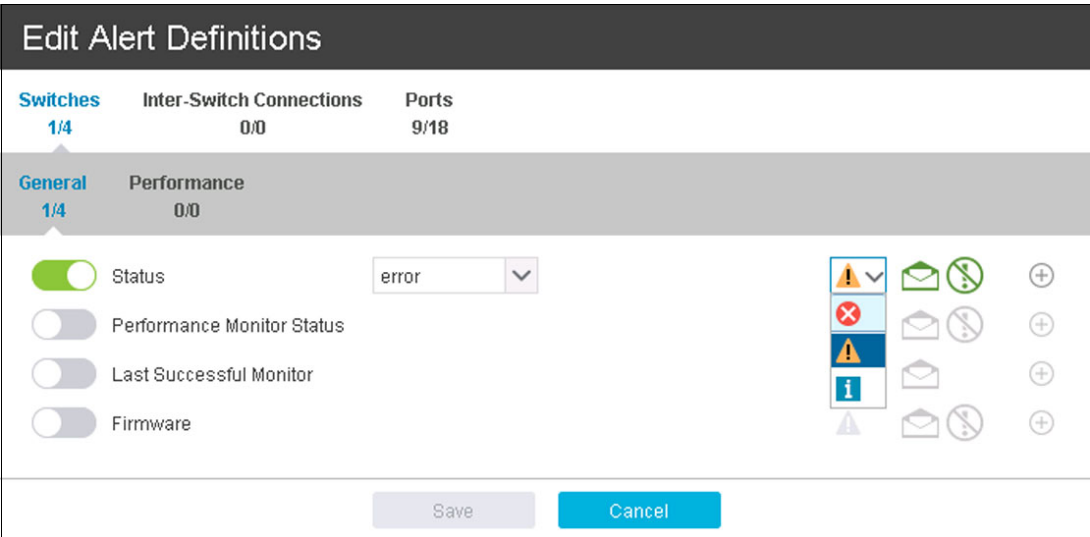 Edit Alert Definitions
Switches Inter-Switch Connections Ports
1/4 0/0 9/18
General Performance
1/4 0/0
Status error
Performance Monitor Status
Last Successful Monitor
Firmware
Save Cancel